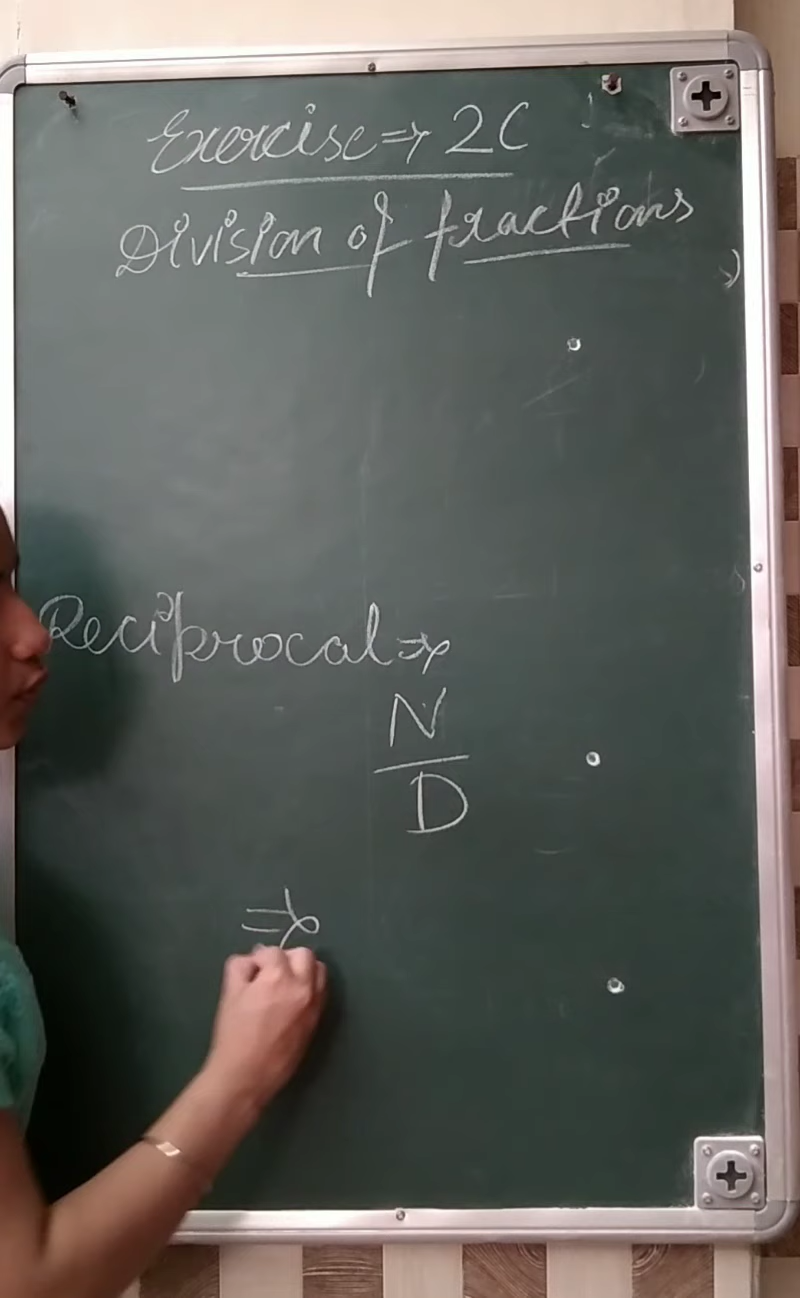 Exercise ⇒ 2C
Division of fractions
Reciprocal ⇒
N
D
⇒